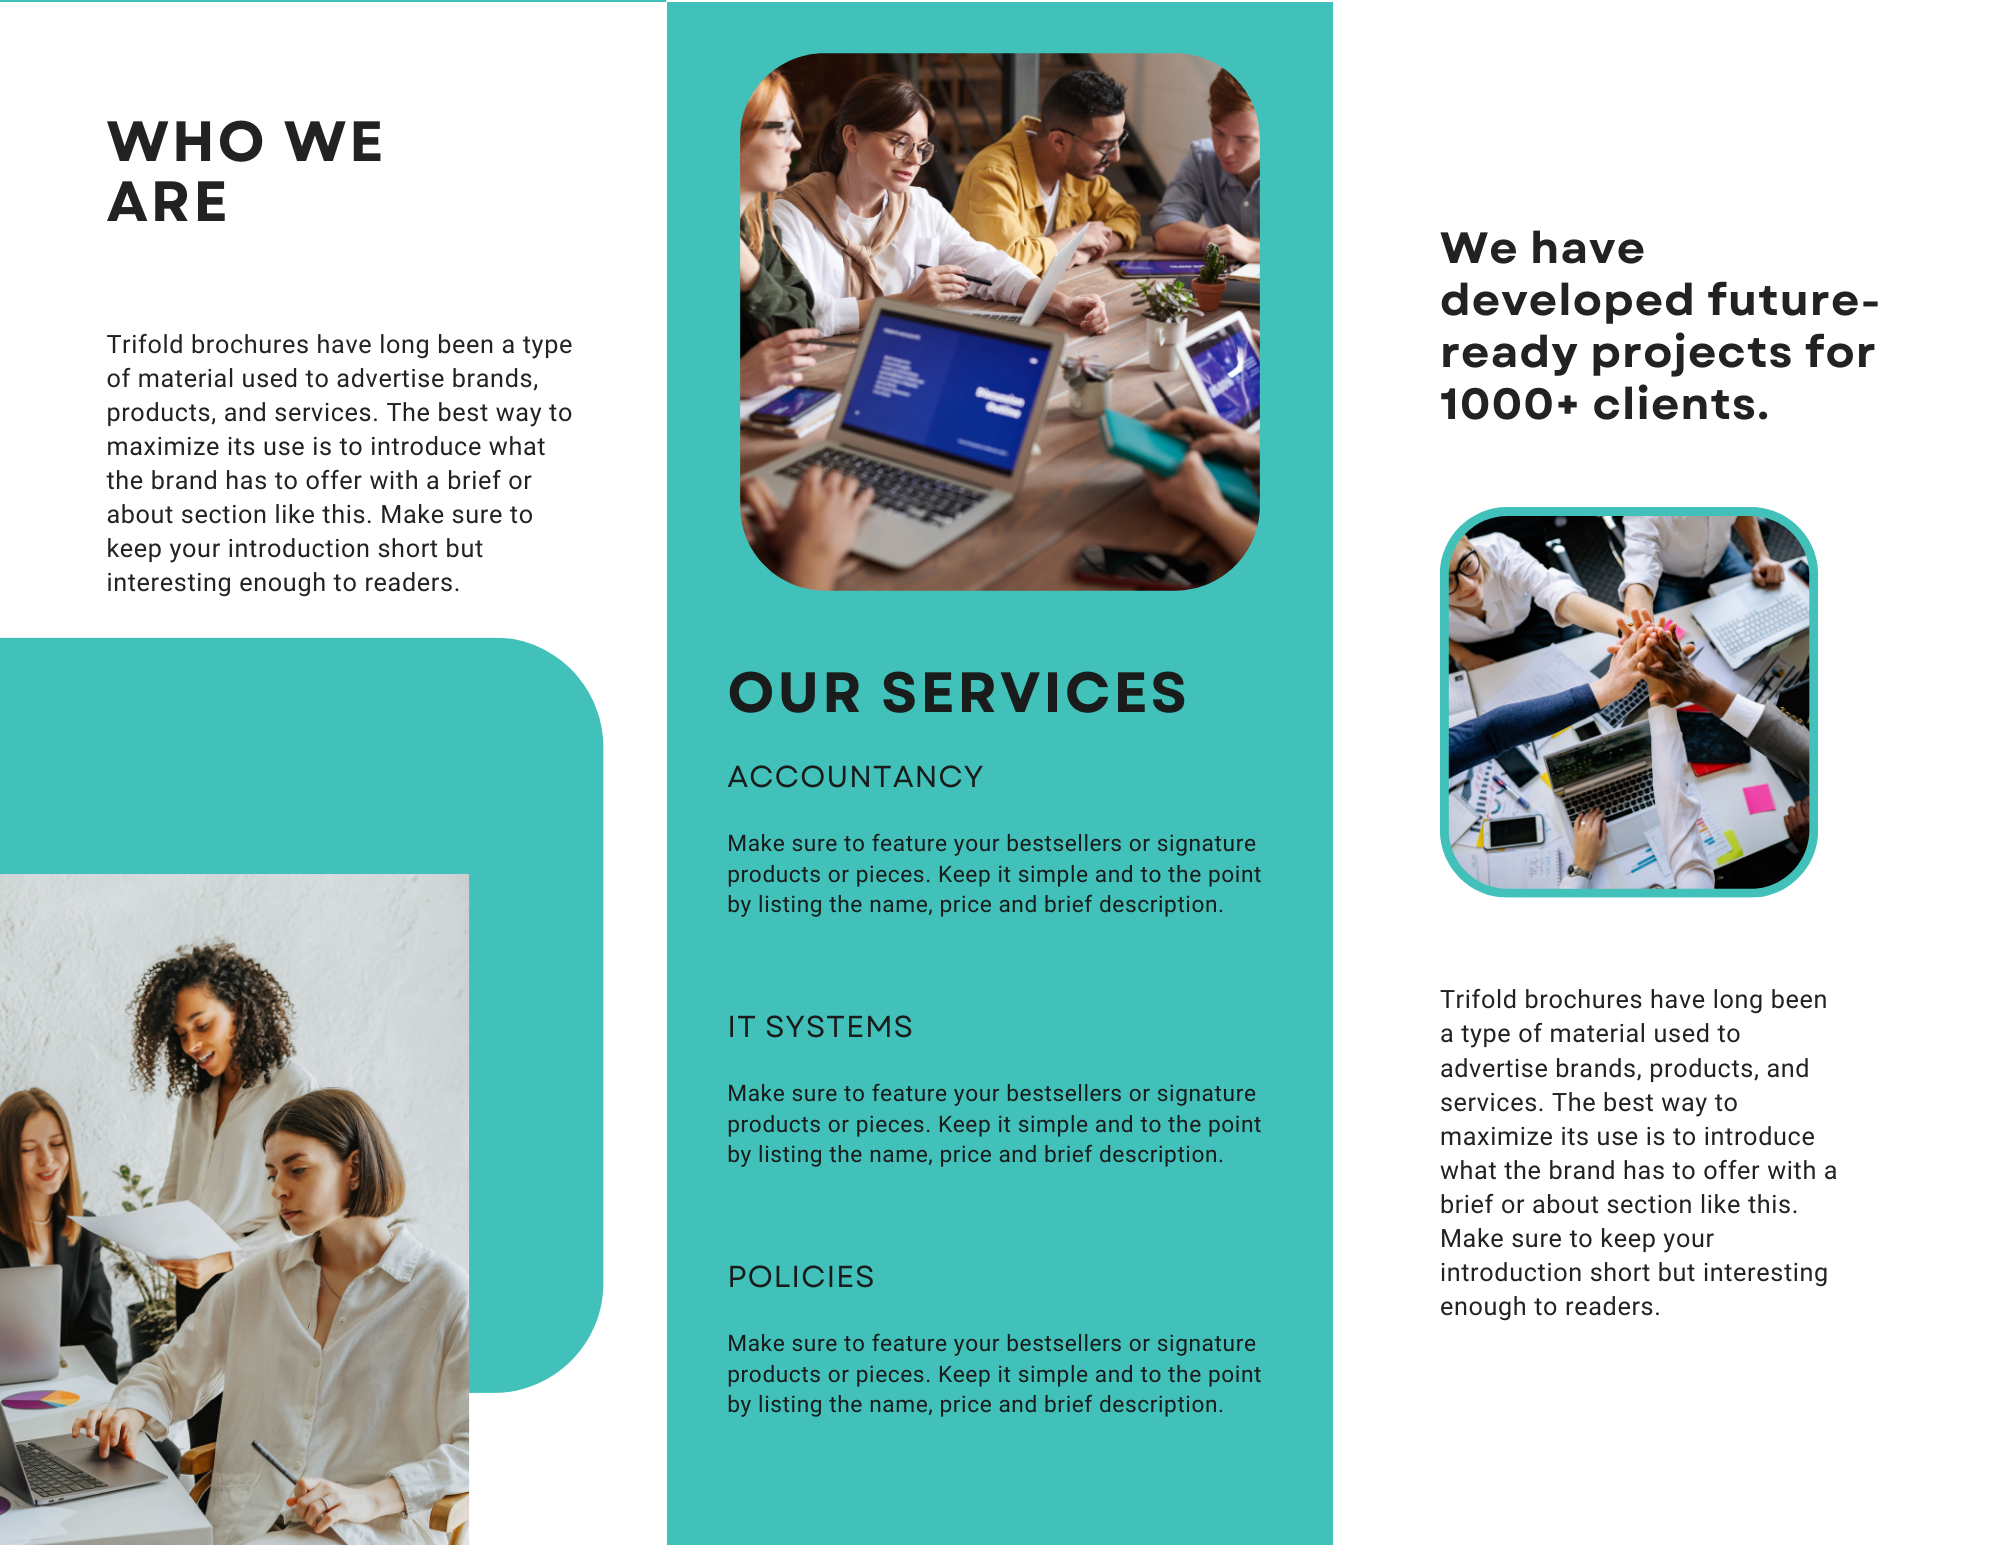 WHO WE
ARE
Trifold brochures have long been a type
of material used to advertise brands,
products, and services. The best way to
maximize its use is to introduce what
the brand has to offer with a brief or
about section like this. Make sure to
keep your introduction short but
interesting enough to readers.
Discussion
Outline
OUR SERVICES
ACCOUNTANCY
Make sure to feature your bestsellers or signature
products or pieces. Keep it simple and to the point
by listing the name, price and brief description.
IT SYSTEMS
Make sure to feature your bestsellers or signature
products or pieces. Keep it simple and to the point
by listing the name, price and brief description.
POLICIES
Make sure to feature your bestsellers or signature
products or pieces. Keep it simple and to the point
by listing the name, price and brief description.
We have
developed future-
ready projects for
1000+ clients.
Trifold brochures have long been
a type of material used to
advertise brands, products, and
services. The best way to
maximize its use is to introduce
what the brand has to offer with a
brief or about section like this.
Make sure to keep your
introduction short but interesting
enough to readers.